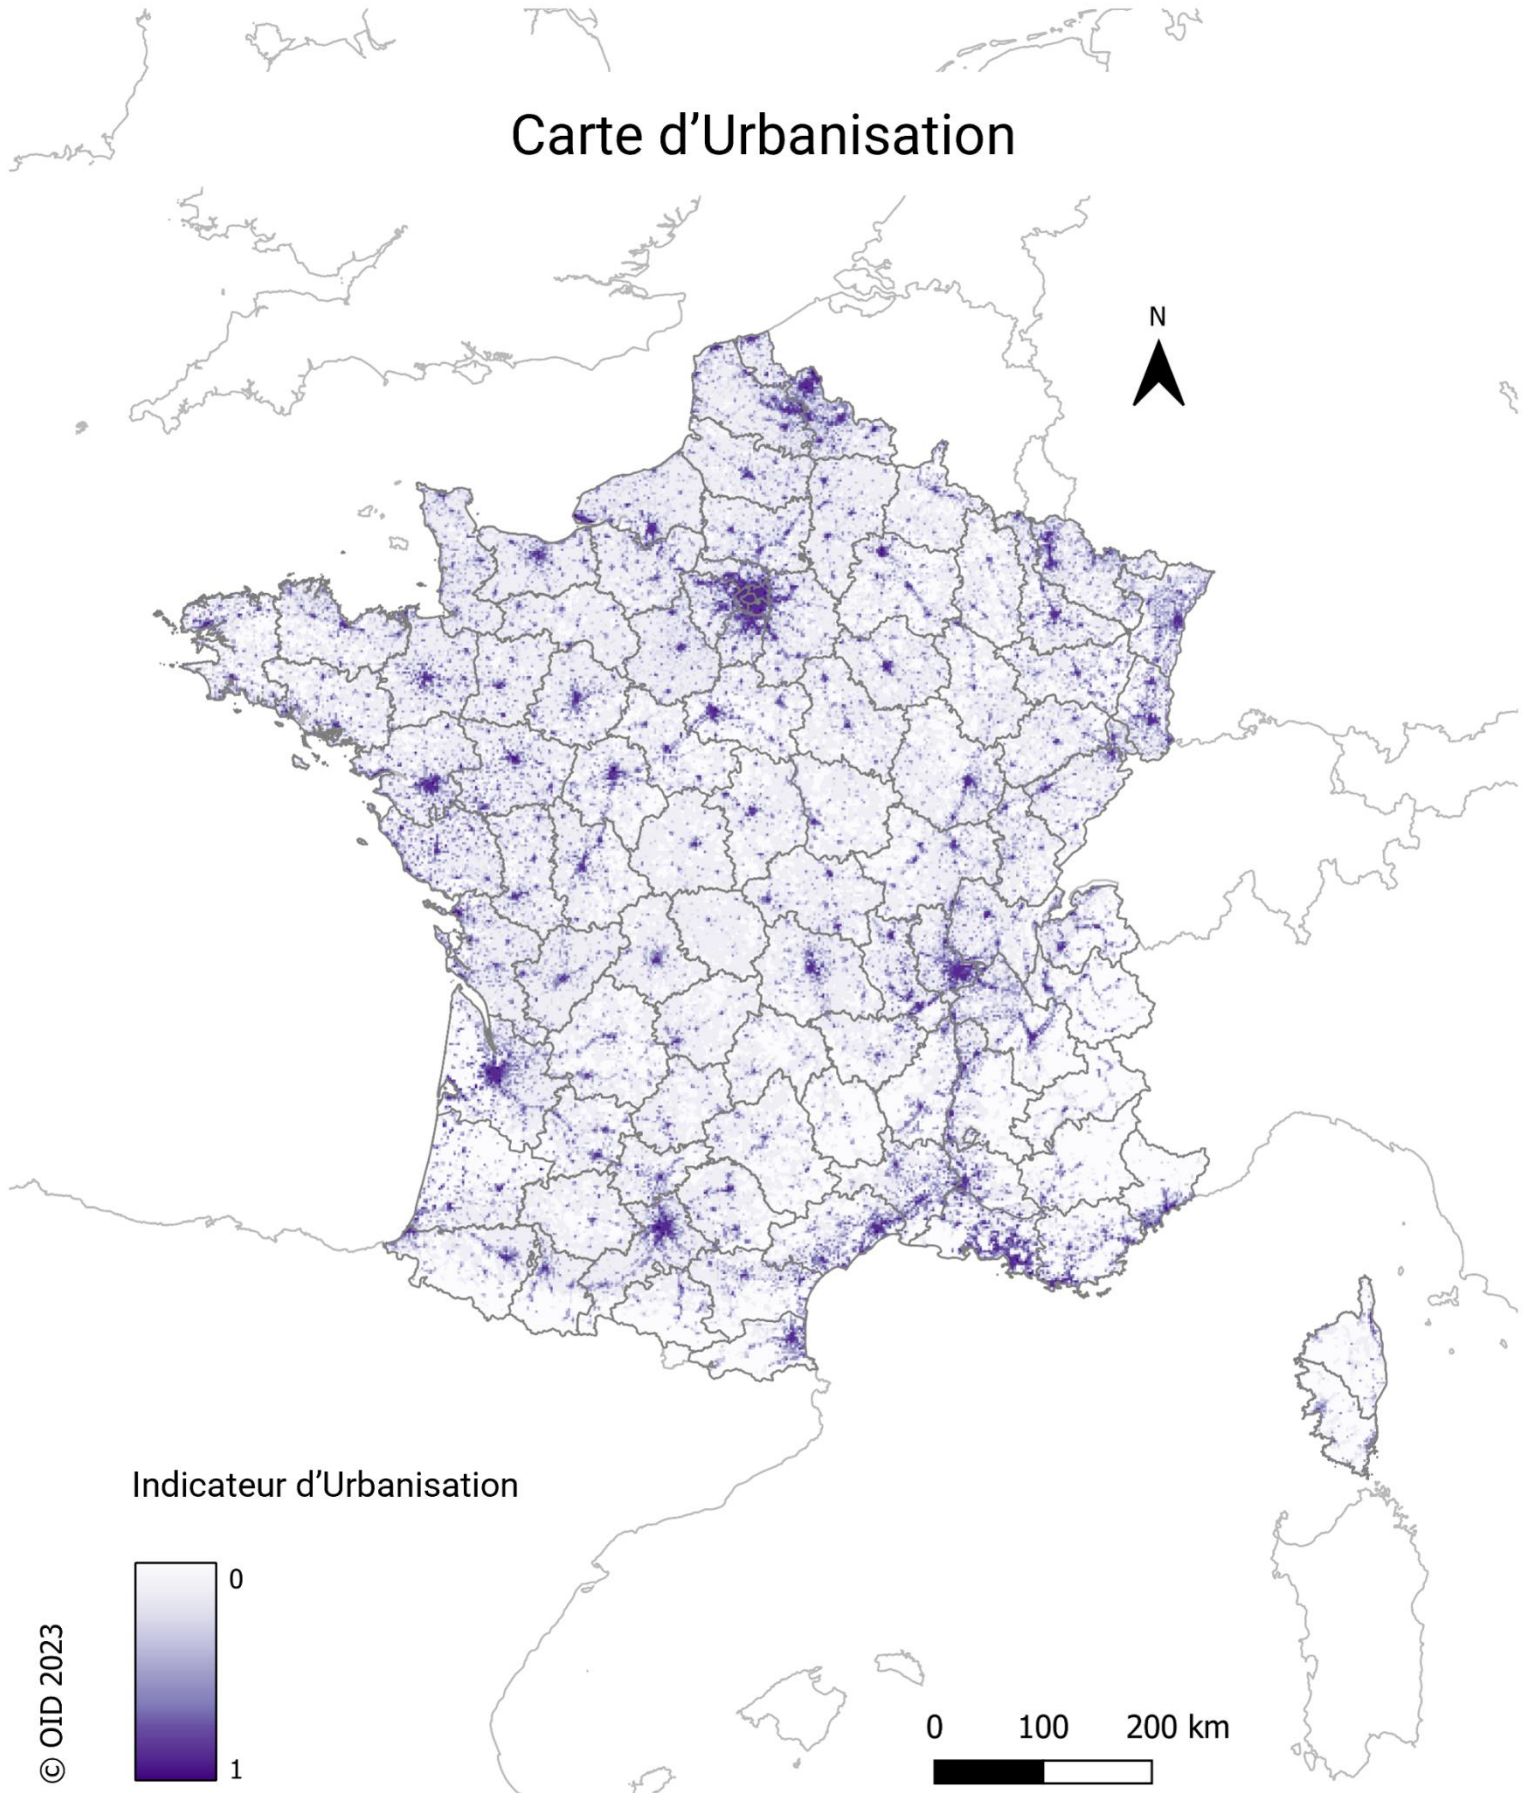 Carte d’Urbanisation
N
Indicateur d’Urbanisation
0
1
© OID 2023
0 100 200 km